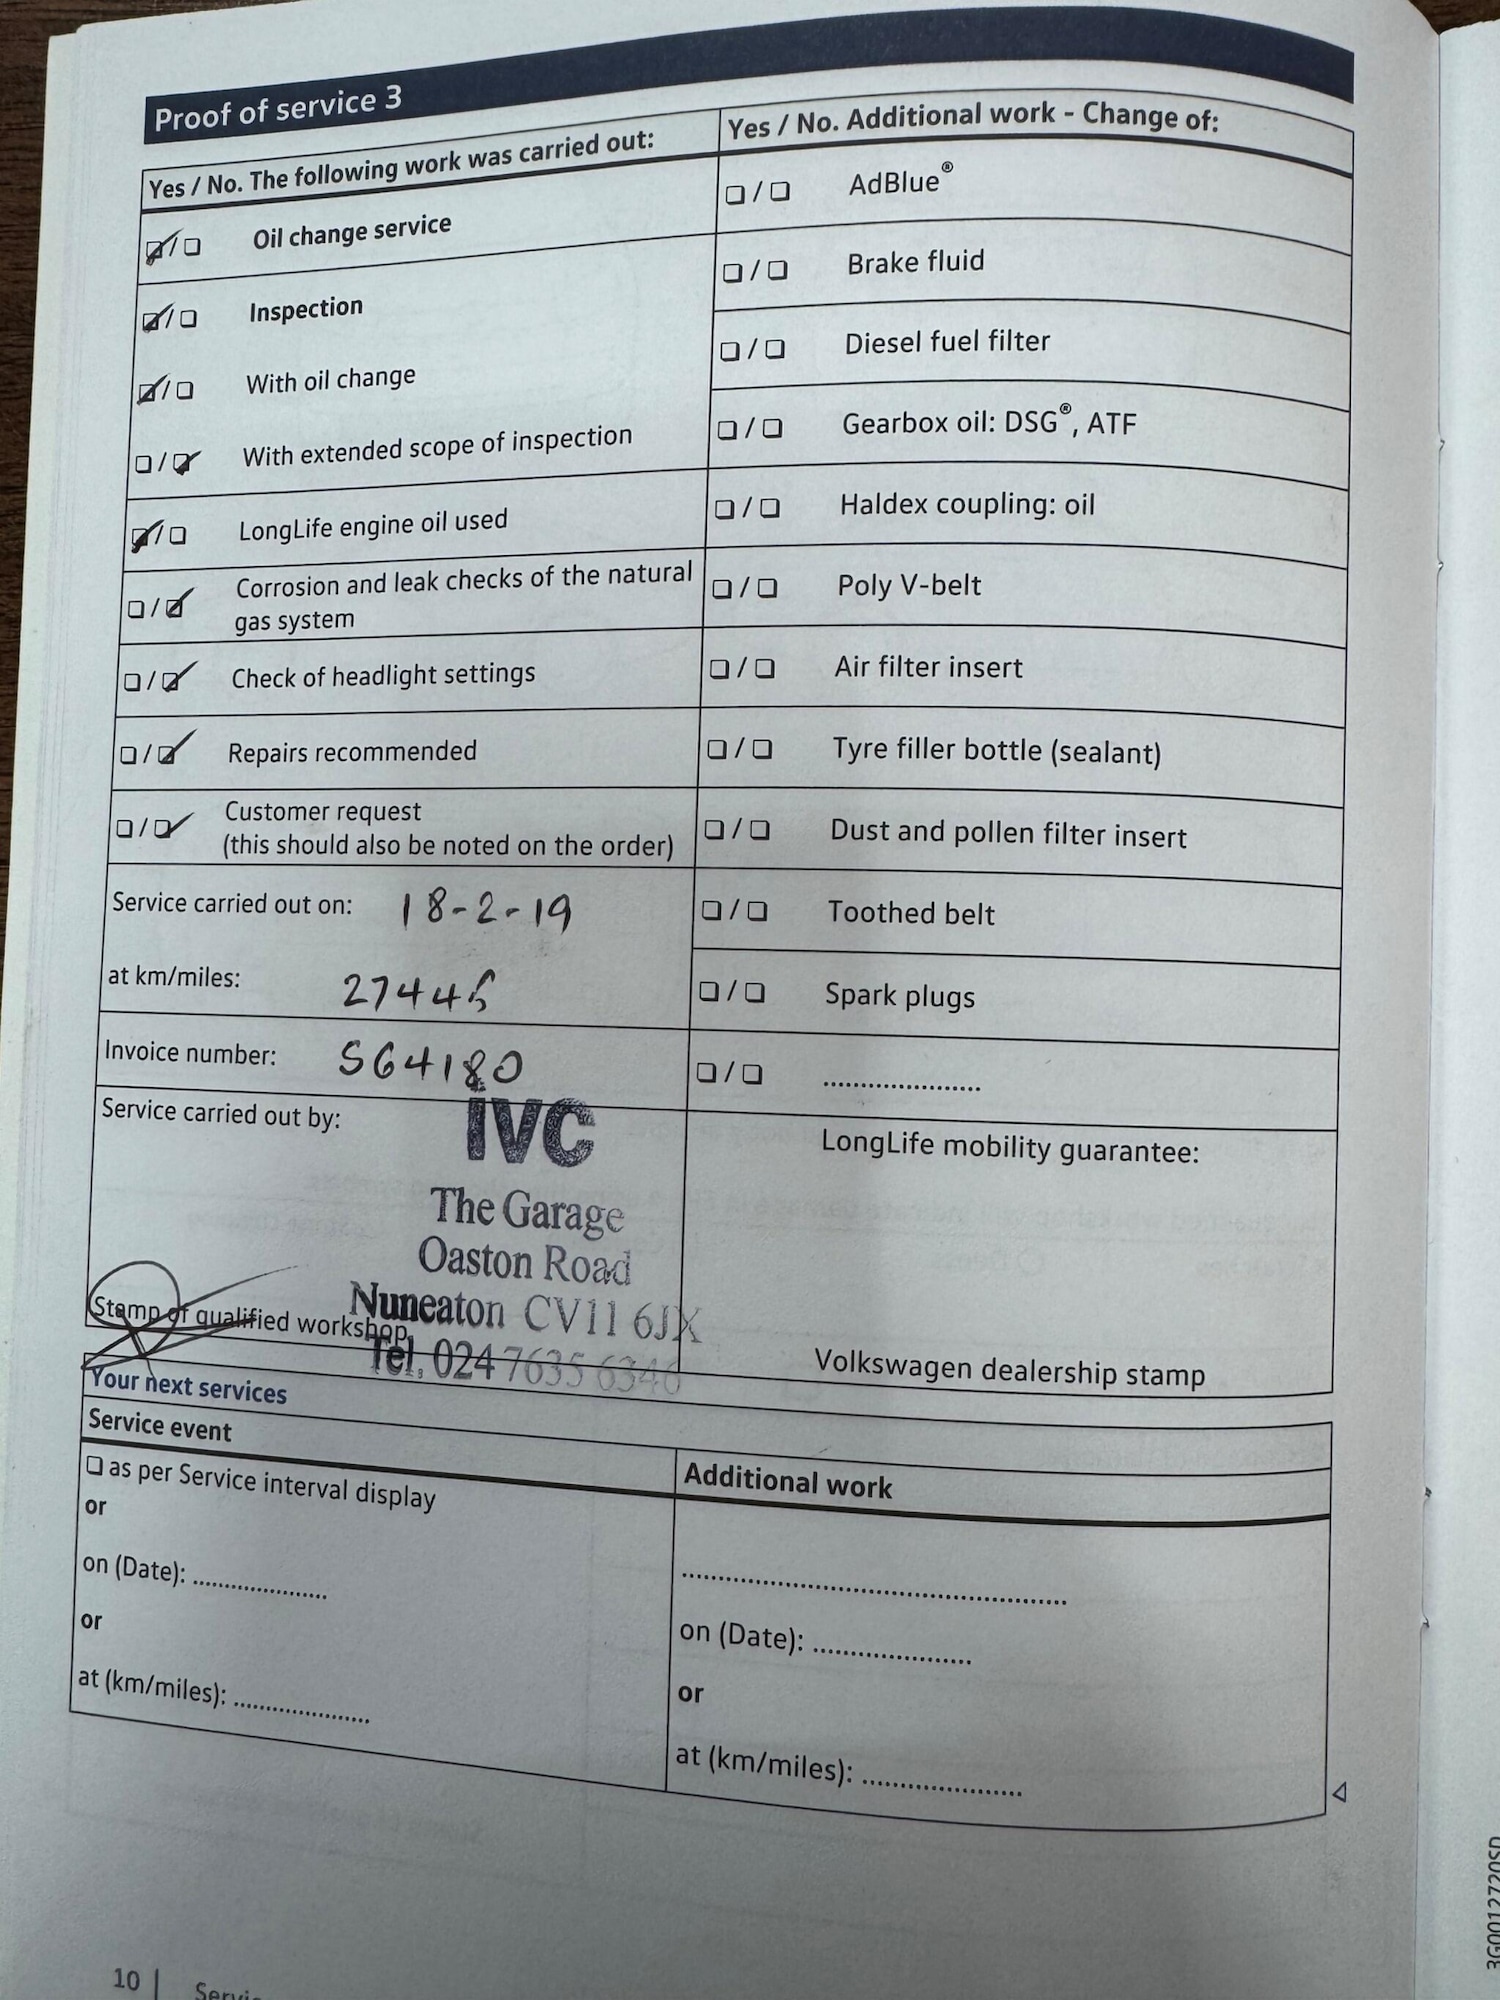 Proof of service 3
Yes / No. The following work was carried out:
☑/☐ Oil change service
☑/☐ Inspection
☑/☐ With oil change
☐/☑ With extended scope of inspection
☑/☐ LongLife engine oil used
☐/☑ Corrosion and leak checks of the natural
gas system
☐/☑ Check of headlight settings
☐/☑ Repairs recommended
☐/☑ Customer request
(this should also be noted on the order)
Service carried out on: 18-2-19
at km/miles: 27445
Invoice number: S64180
Service carried out by:
ivc
The Garage
Oaston Road
Nuneaton CV11 6JX
Tel. 024 7635 6346
Stamp of qualified workshop
Yes / No. Additional work - Change of:
☐/☐ AdBlue®
☐/☐ Brake fluid
☐/☐ Diesel fuel filter
☐/☐ Gearbox oil: DSG®, ATF
☐/☐ Haldex coupling: oil
☐/☐ Poly V-belt
☐/☐ Air filter insert
☐/☐ Tyre filler bottle (sealant)
☐/☐ Dust and pollen filter insert
☐/☐ Toothed belt
☐/☐ Spark plugs
☐/☐ .....................
LongLife mobility guarantee:
Volkswagen dealership stamp
Your next services
Service event
☐ as per Service interval display
or
on (Date): ....................
or
at (km/miles): ....................
Additional work
..........................................................
on (Date): .......................
or
at (km/miles): .......................
10
3G0012720SD